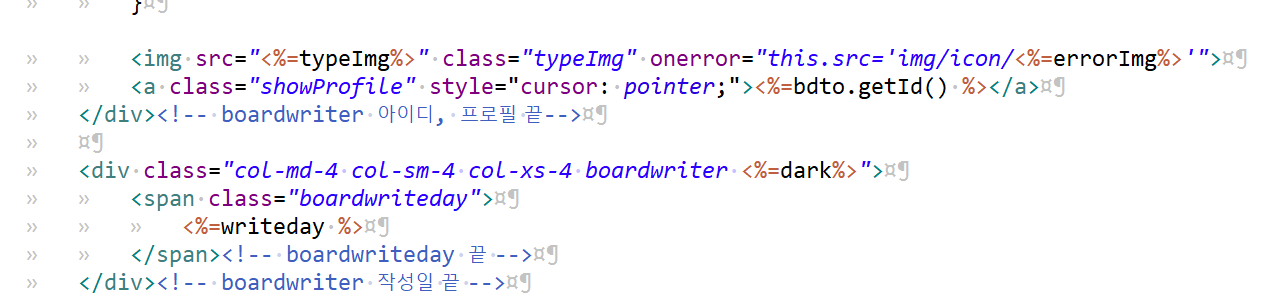 }
<img src="<%=typeImg%>" class="typeImg" onerror="this.src='img/icon/<%=errorImg%>'">
<a class="showProfile" style="cursor: pointer;"><%=bdto.getId() %></a>
</div><!-- boardwriter 아이디, 프로필 끝-->
<div class="col-md-4 col-sm-4 col-xs-4 boardwriter <%=dark%>">
<span class="boardwriteday">
<%=writeday %>
</span><!-- boardwriteday 끝 -->
</div><!-- boardwriter 작성일 끝 -->